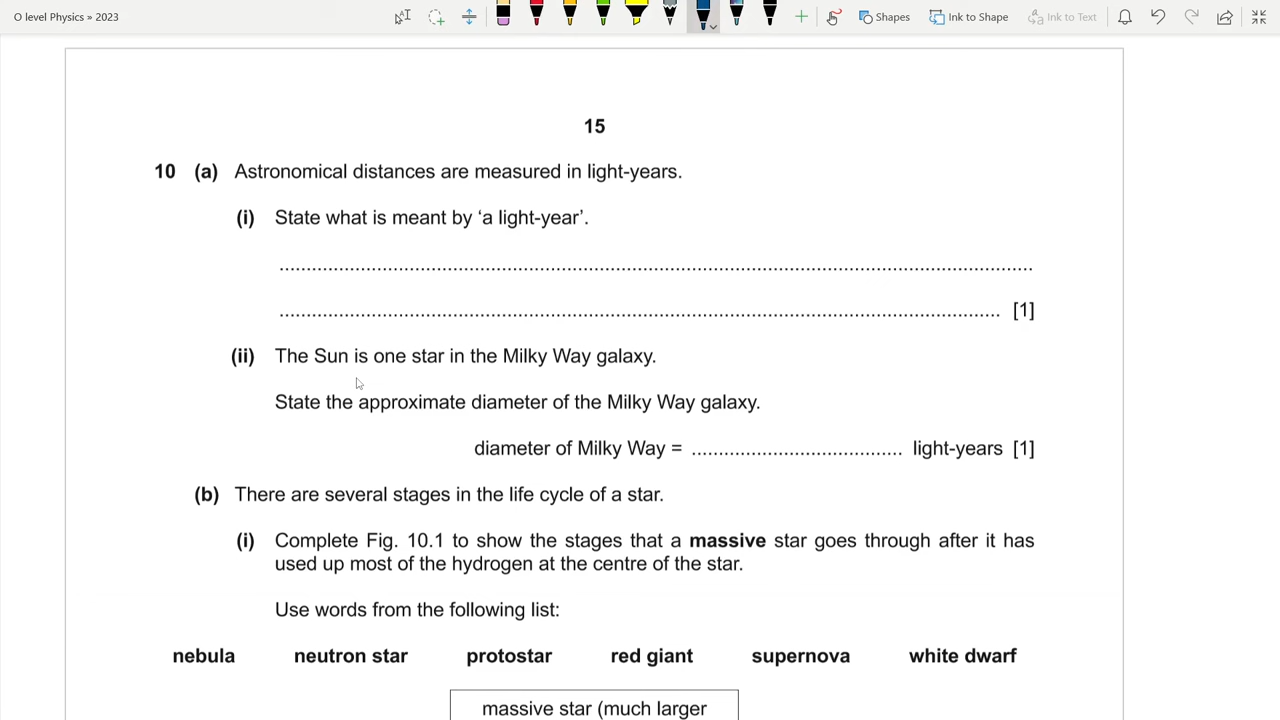 O level Physics » 2023
Shapes
Ink to Shape
Ink to Text
15
10 (a) Astronomical distances are measured in light-years.
(i) State what is meant by ‘a light-year’.
...........................................................................................................................................
..................................................................................................................................... [1]
(ii) The Sun is one star in the Milky Way galaxy.
State the approximate diameter of the Milky Way galaxy.
diameter of Milky Way = ....................................... light-years [1]
(b) There are several stages in the life cycle of a star.
(i) Complete Fig. 10.1 to show the stages that a massive star goes through after it has
used up most of the hydrogen at the centre of the star.
Use words from the following list:
nebula neutron star protostar red giant supernova white dwarf
massive star (much larger